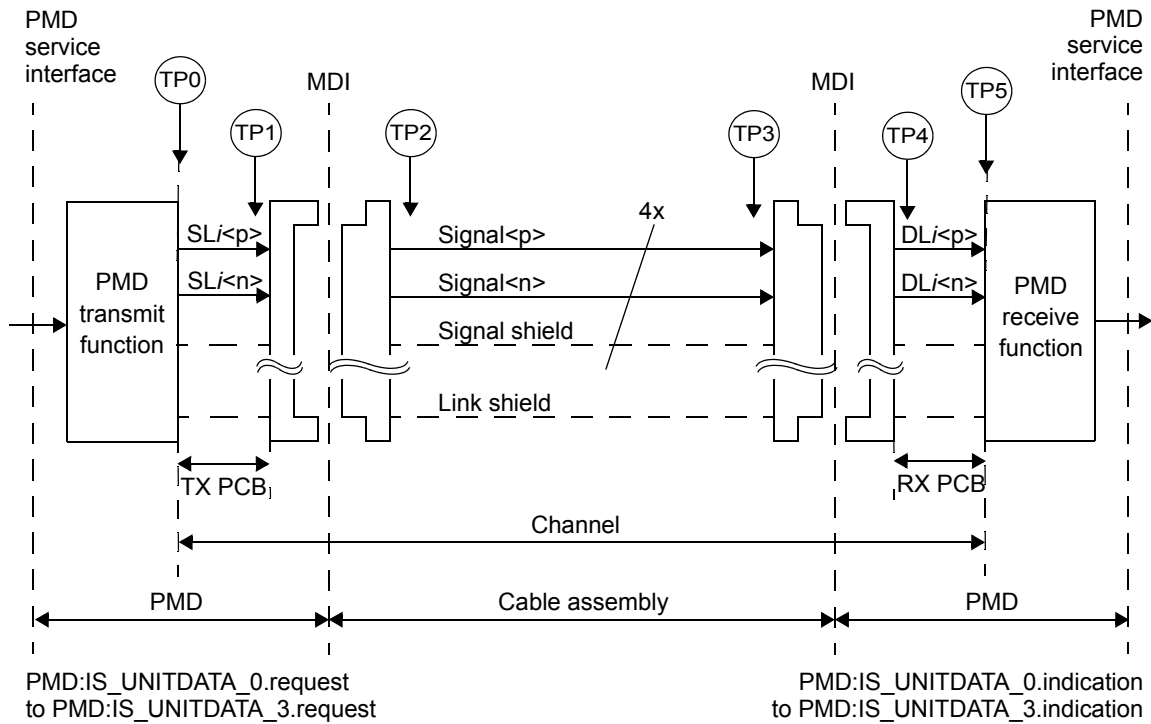 PMD
service
interface
PMD
service
interface
TP0
MDI
MDI
TP5
TP1
TP2
TP3
TP4
4x
SLi<p>
Signal<p>
DLi<p>
SLi<n>
Signal<n>
DLi<n>
PMD
transmit
function
PMD
receive
function
Signal shield
Link shield
TX PCB
RX PCB
Channel
PMD
Cable assembly
PMD
PMD:IS_UNITDATA_0.request
to PMD:IS_UNITDATA_3.request
PMD:IS_UNITDATA_0.indication
to PMD:IS_UNITDATA_3.indication